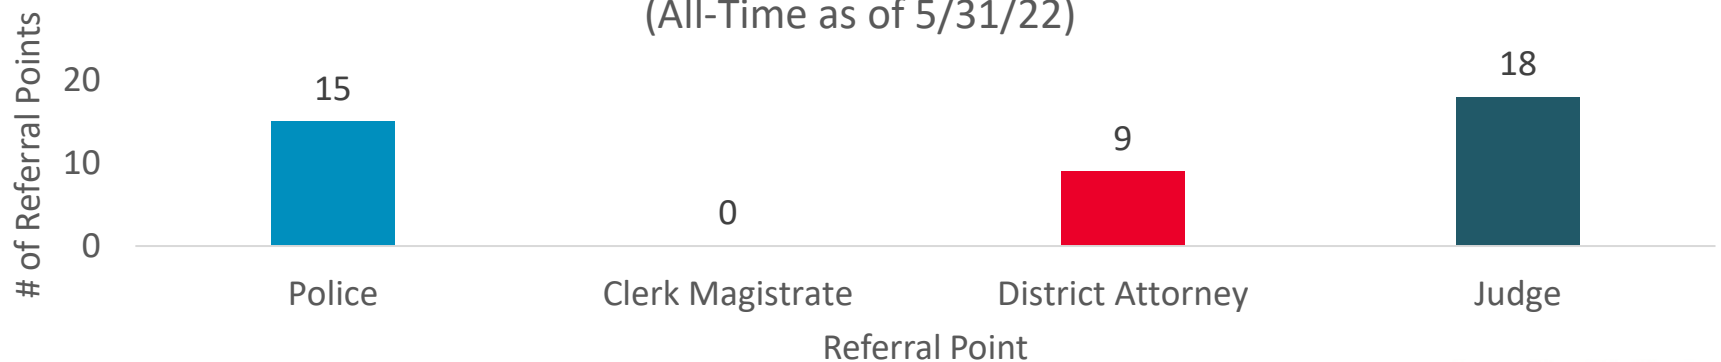 (All-Time as of 5/31/22)
# of Referral Points
20
10
0
15
0
9
18
Police
Clerk Magistrate
District Attorney
Judge
Referral Point